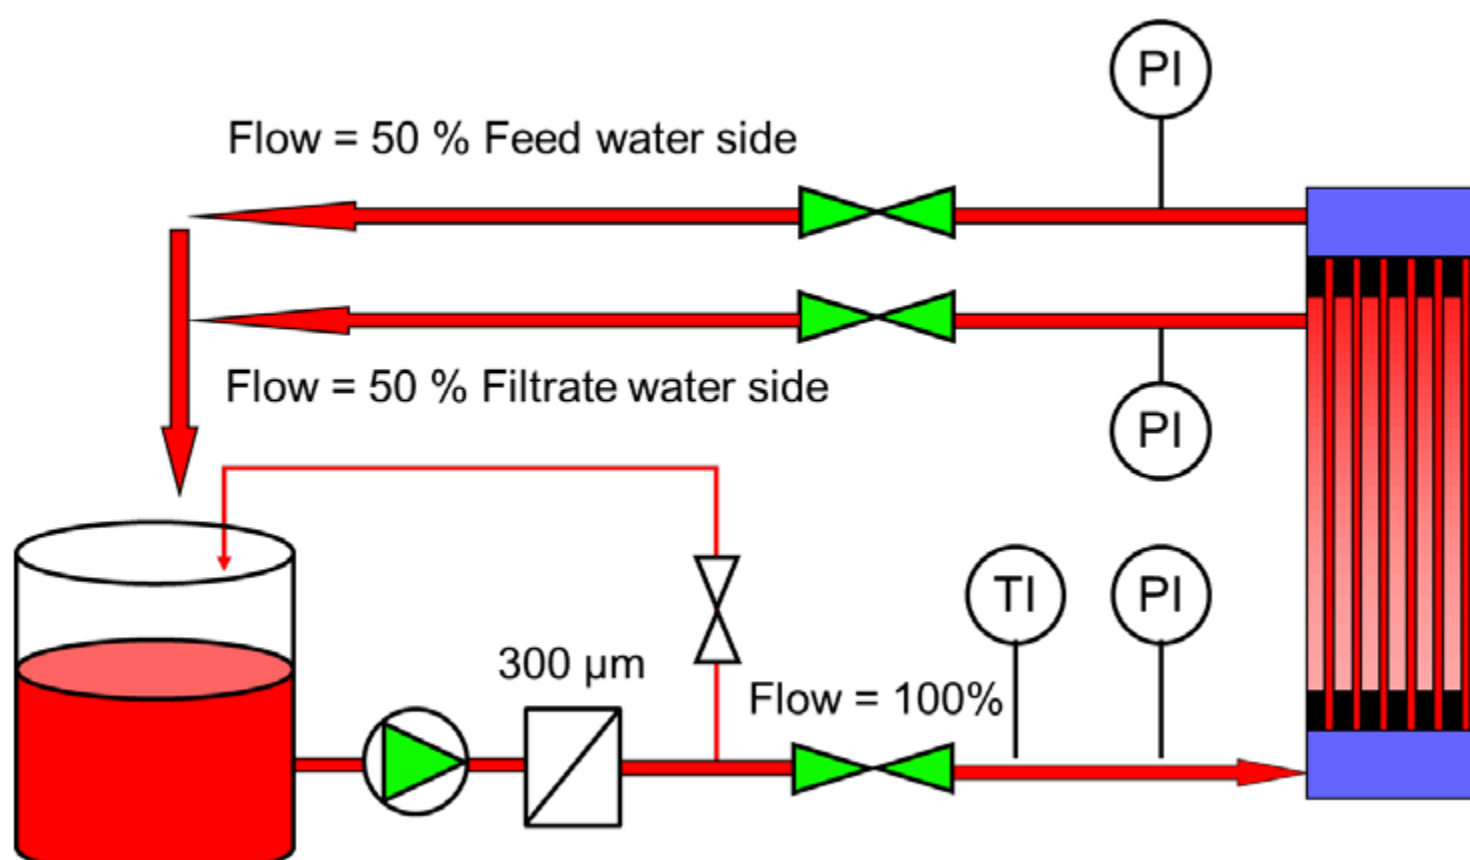 PI
Flow = 50 % Feed water side
Flow = 50 % Filtrate water side
PI
TI
PI
300 µm
Flow = 100%